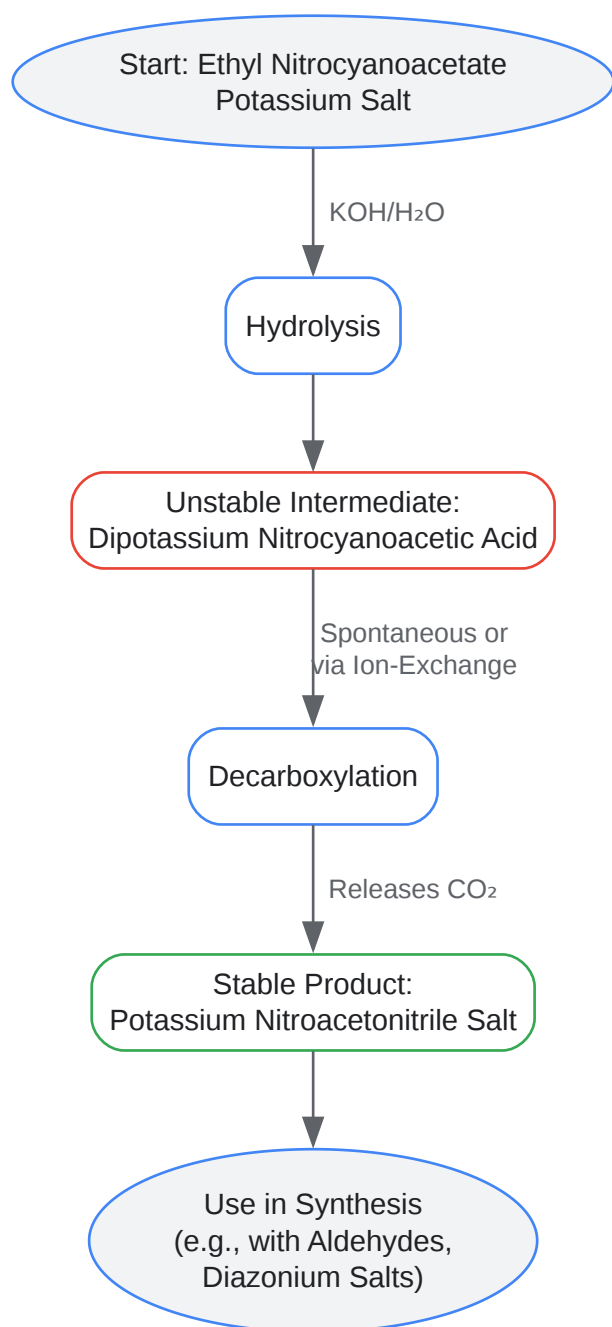 Start: Ethyl Nitrocyanoacetate
Potassium Salt
KOH/H₂O
Hydrolysis
Unstable Intermediate:
Dipotassium Nitrocyanoacetic Acid
Spontaneous or
via Ion-Exchange
Decarboxylation
Releases CO₂
Stable Product:
Potassium Nitroacetonitrile Salt
Use in Synthesis
(e.g., with Aldehydes,
Diazonium Salts)